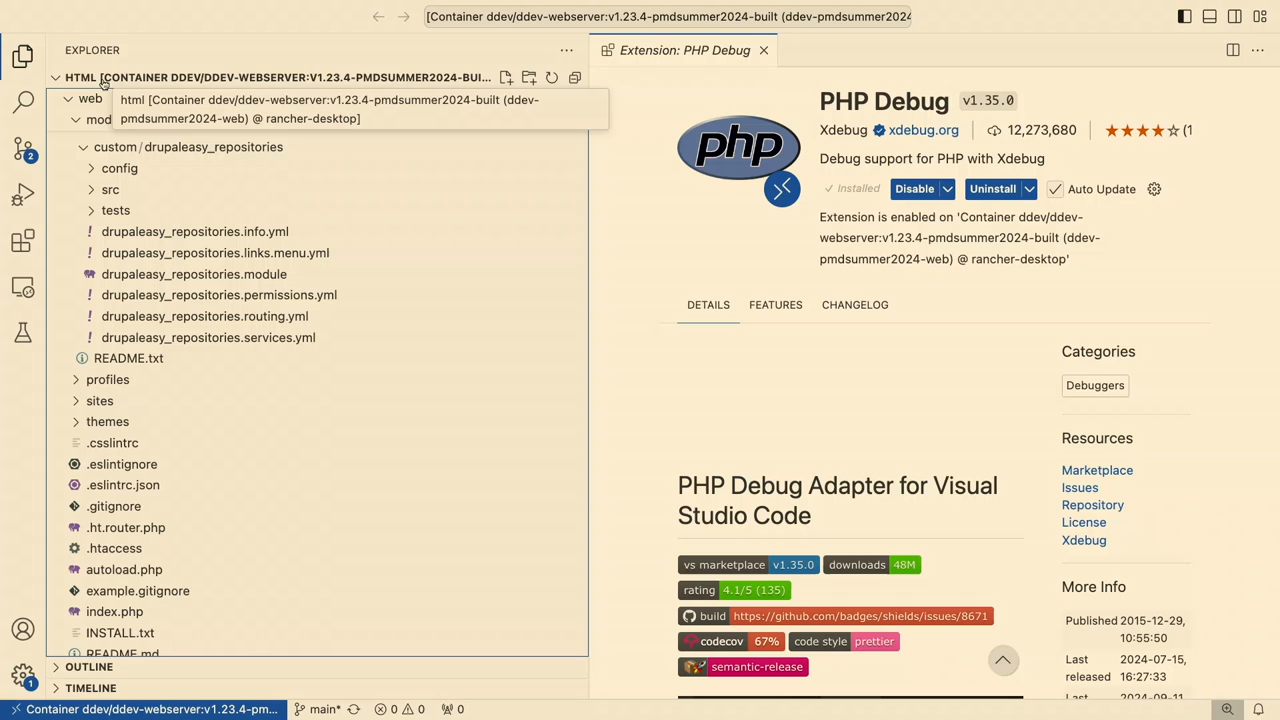 [Container ddev/ddev-webserver:v1.23.4-pmdsummer2024-built (ddev-pmdsummer2024
EXPLORER
HTML [CONTAINER DDEV/DDEV-WEBSERVER:V1.23.4-PMDSUMMER2024-BUI...
web
html [Container ddev/ddev-webserver:v1.23.4-pmdsummer2024-built (ddev-
pmdsummer2024-web) @ rancher-desktop]
mod
custom / drupaleasy_repositories
config
src
tests
! drupaleasy_repositories.info.yml
! drupaleasy_repositories.links.menu.yml
drupaleasy_repositories.module
! drupaleasy_repositories.permissions.yml
! drupaleasy_repositories.routing.yml
! drupaleasy_repositories.services.yml
README.txt
profiles
sites
themes
.csslintrc
.eslintignore
.eslintrc.json
.gitignore
.ht.router.php
.htaccess
autoload.php
example.gitignore
index.php
INSTALL.txt
README.md
OUTLINE
TIMELINE
2
1
Extension: PHP Debug
php
PHP Debug v1.35.0
Xdebug xdebug.org 12,273,680 (1
Debug support for PHP with Xdebug
Installed Disable Uninstall Auto Update
Extension is enabled on 'Container ddev/ddev-
webserver:v1.23.4-pmdsummer2024-built (ddev-
pmdsummer2024-web) @ rancher-desktop'
DETAILS FEATURES CHANGELOG
PHP Debug Adapter for Visual
Studio Code
vs marketplace v1.35.0 downloads 48M
rating 4.1/5 (135)
build https://github.com/badges/shields/issues/8671
codecov 67% code style prettier
semantic-release
Categories
Debuggers
Resources
Marketplace
Issues
Repository
License
Xdebug
More Info
Published 2015-12-29,
10:55:50
Last 2024-07-15,
released 16:27:33
Last 2024-09-11,
Container ddev/ddev-webserver:v1.23.4-pm... main* 0 0 0